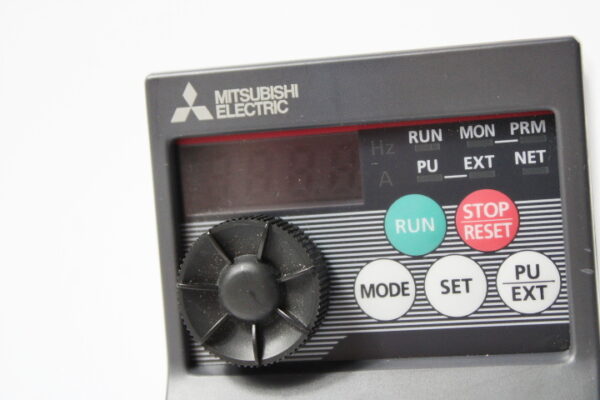 MITSUBISHI
ELECTRIC
RUN MON PRM
Hz
PU EXT NET
A
RUN
STOP
RESET
MODE
SET
PU
EXT